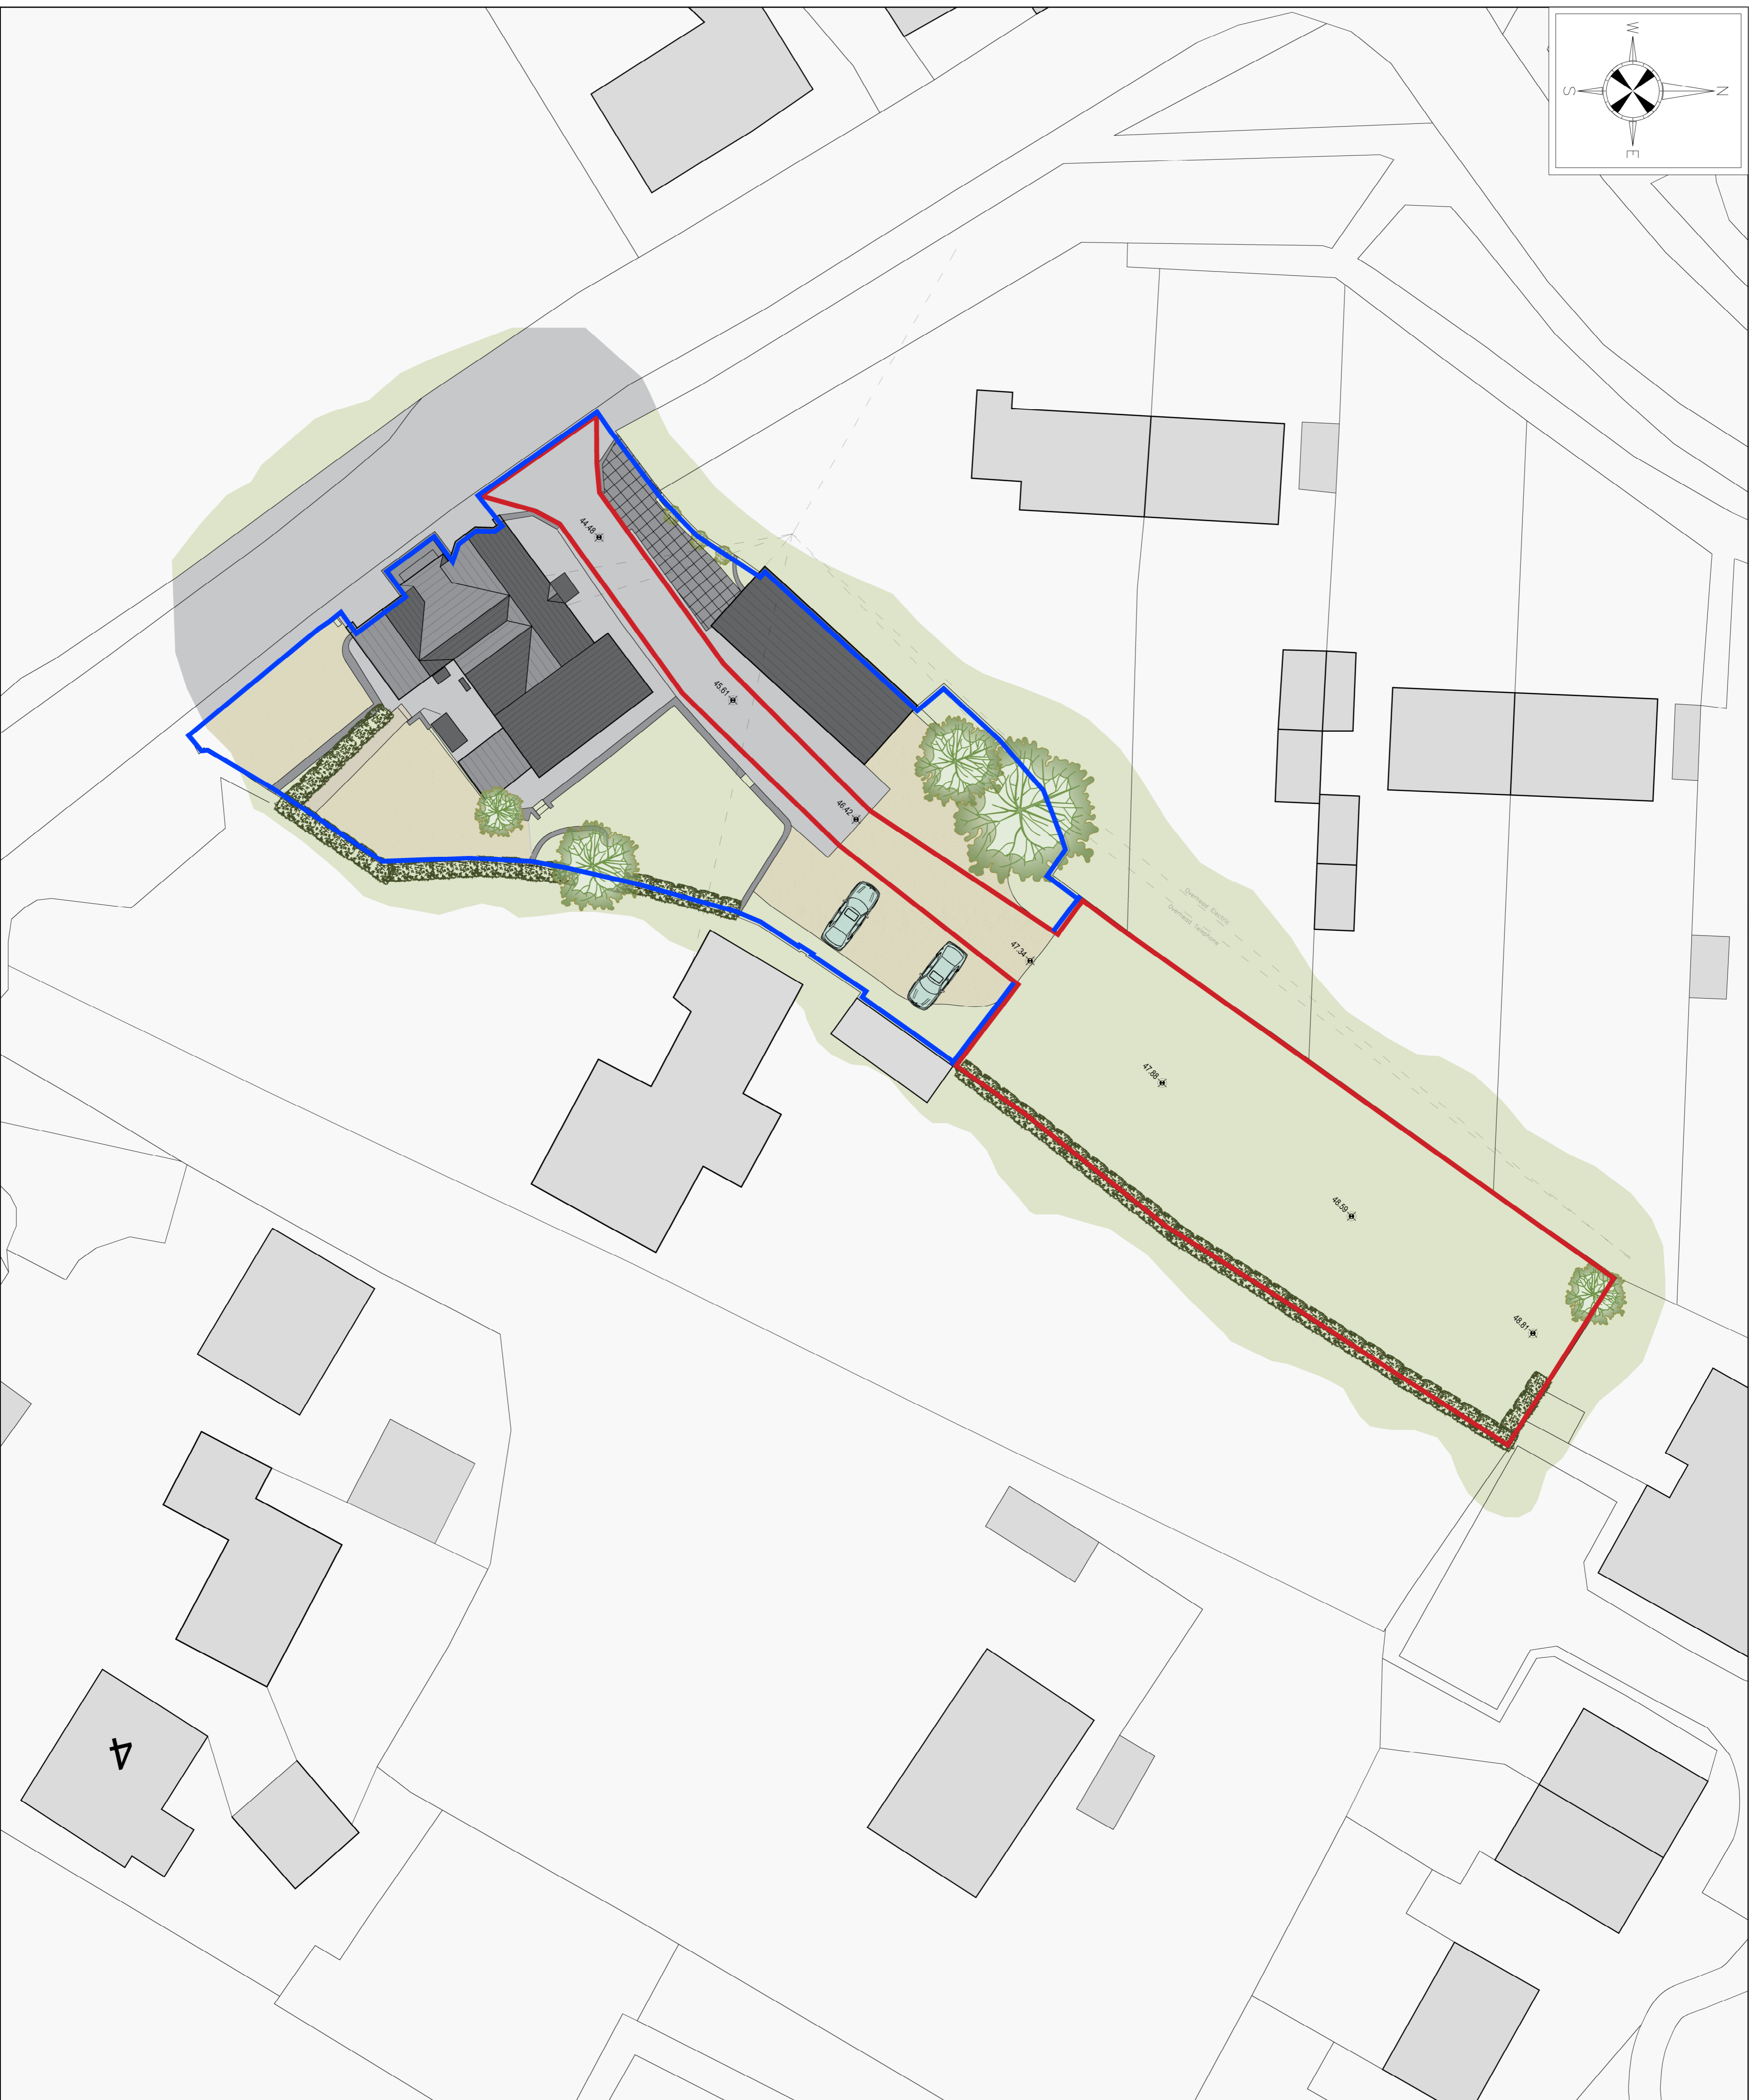 W
N
S
E
44.48
45.61
46.42
47.34
Overhead Electric
Overhead Telephone
47.88
48.59
48.81
4